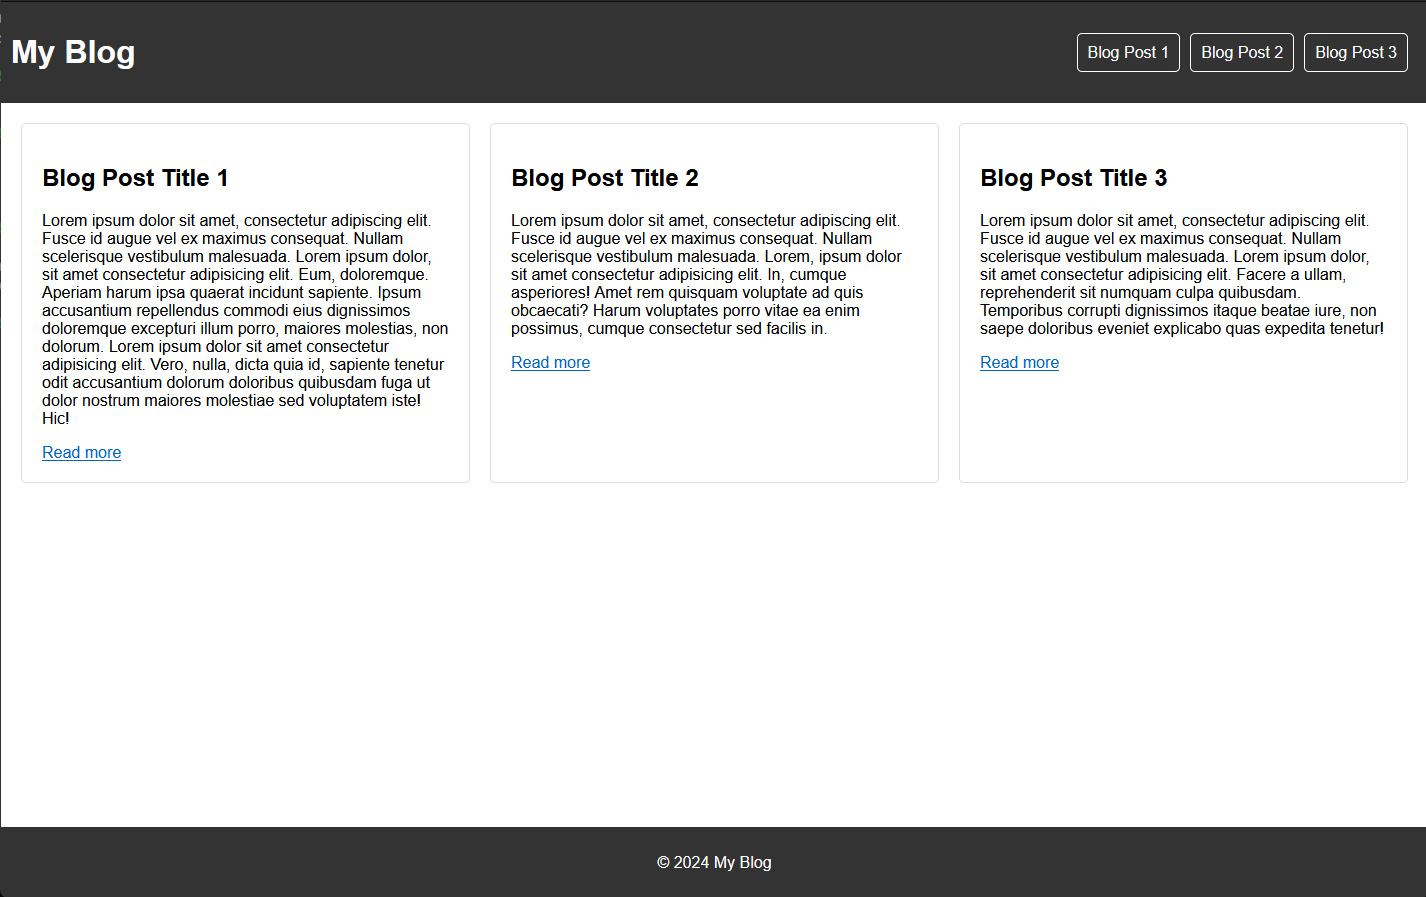 My Blog
Blog Post 1
Blog Post 2
Blog Post 3
Blog Post Title 1
Lorem ipsum dolor sit amet, consectetur adipiscing elit.
Fusce id augue vel ex maximus consequat. Nullam
scelerisque vestibulum malesuada. Lorem ipsum dolor,
sit amet consectetur adipisicing elit. Eum, doloremque.
Aperiam harum ipsa quaerat incidunt sapiente. Ipsum
accusantium repellendus commodi eius dignissimos
doloremque excepturi illum porro, maiores molestias, non
dolorum. Lorem ipsum dolor sit amet consectetur
adipisicing elit. Vero, nulla, dicta quia id, sapiente tenetur
odit accusantium dolorum doloribus quibusdam fuga ut
dolor nostrum maiores molestiae sed voluptatem iste!
Hic!
Read more
Blog Post Title 2
Lorem ipsum dolor sit amet, consectetur adipiscing elit.
Fusce id augue vel ex maximus consequat. Nullam
scelerisque vestibulum malesuada. Lorem, ipsum dolor
sit amet consectetur adipisicing elit. In, cumque
asperiores! Amet rem quisquam voluptate ad quis
obcaecati? Harum voluptates porro vitae ea enim
possimus, cumque consectetur sed facilis in.
Read more
Blog Post Title 3
Lorem ipsum dolor sit amet, consectetur adipiscing elit.
Fusce id augue vel ex maximus consequat. Nullam
scelerisque vestibulum malesuada. Lorem ipsum dolor,
sit amet consectetur adipisicing elit. Facere a ullam,
reprehenderit sit numquam culpa quibusdam.
Temporibus corrupti dignissimos itaque beatae iure, non
saepe doloribus eveniet explicabo quas expedita tenetur!
Read more
© 2024 My Blog